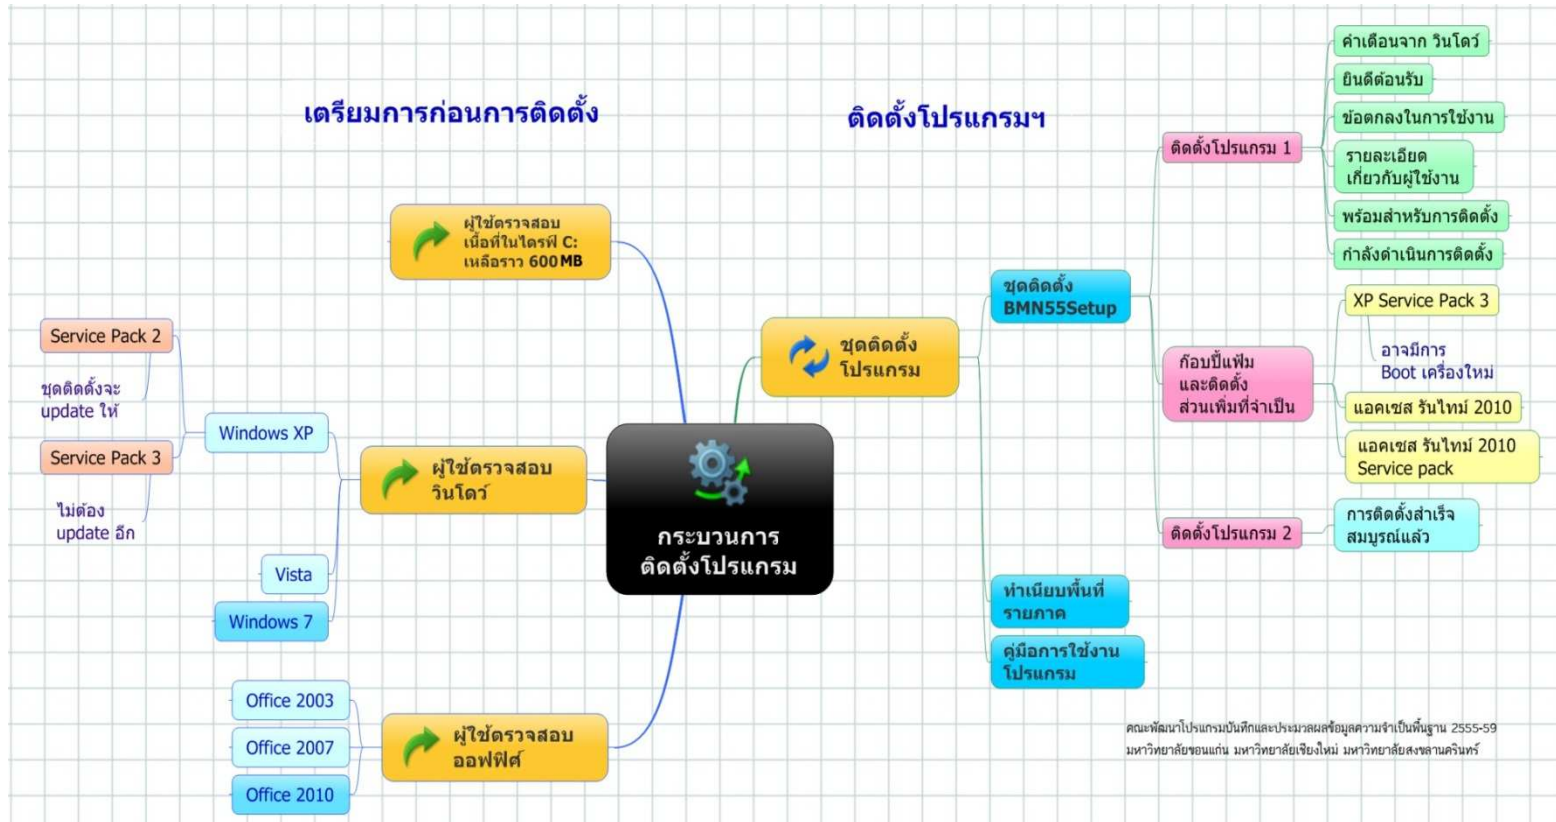 เตรียมการก่อนการติดตั้ง
ผู้ใช้ตรวจสอบ
เนื้อที่ในไดรฟ์ C:
เหลือราว 600 MB
ผู้ใช้ตรวจสอบ
วินโดว์
Windows XP
Service Pack 2
ชุดติดตั้งจะ
update ให้
Service Pack 3
ไม่ต้อง
update อีก
Vista
Windows 7
ผู้ใช้ตรวจสอบ
ออฟฟิศ์
Office 2003
Office 2007
Office 2010
กระบวนการ
ติดตั้งโปรแกรม
ติดตั้งโปรแกรมฯ
ชุดติดตั้ง
โปรแกรม
ชุดติดตั้ง
BMN55Setup
ติดตั้งโปรแกรม 1
คำเตือนจาก วินโดว์
ยินดีต้อนรับ
ข้อตกลงในการใช้งาน
รายละเอียด
เกี่ยวกับผู้ใช้งาน
พร้อมสำหรับการติดตั้ง
กำลังดำเนินการติดตั้ง
ก๊อบปี้แฟ้ม
และติดตั้ง
ส่วนเพิ่มที่จำเป็น
XP Service Pack 3
อาจมีการ
Boot เครื่องใหม่
แอคเซส รันไทม์ 2010
แอคเซส รันไทม์ 2010
Service pack
ติดตั้งโปรแกรม 2
การติดตั้งสำเร็จ
สมบูรณ์แล้ว
ทำเนียบพื้นที่
รายภาค
คู่มือการใช้งาน
โปรแกรม
คณะพัฒนาโปรแกรมบันทึกและประมวลผลข้อมูลความจำเป็นพื้นฐาน 2555-59
มหาวิทยาลัยขอนแก่น มหาวิทยาลัยเชียงใหม่ มหาวิทยาลัยสงขลานครินทร์